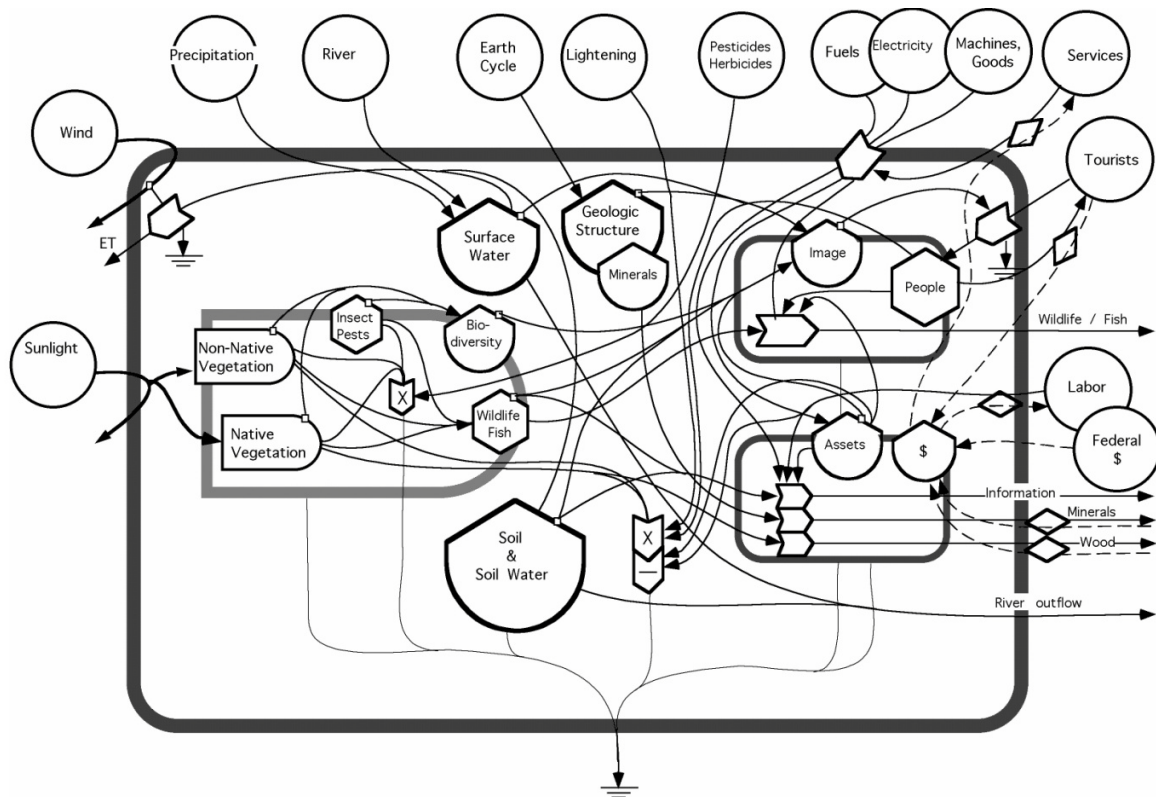 Precipitation
River
Earth
Cycle
Lightening
Pesticides
Herbicides
Fuels
Electricity
Machines,
Goods
Services
Wind
Tourists
ET
Surface
Water
Geologic
Structure
Minerals
Image
People
Insect
Pests
Bio-
diversity
Sunlight
Non-Native
Vegetation
Wildlife / Fish
X
Wildlife
Fish
Native
Vegetation
Labor
Federal
$
Assets
$
Information
Minerals
Wood
Soil
&
Soil Water
X
River outflow